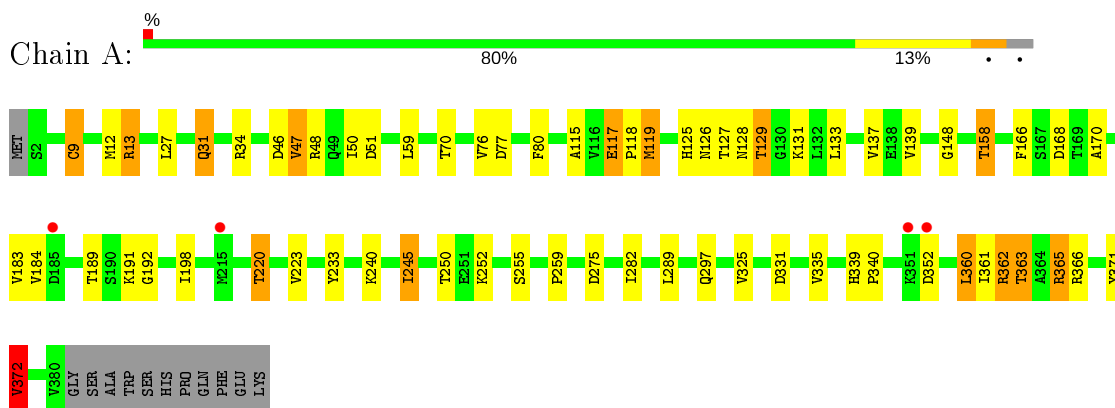 %
Chain A:
80% 13% • •
MET S2 C9 M12 R13 L27 Q31 R34 D46 V47 R48 Q49 I50 D51 L59 T70 V76 D77 F80 A115 V116 E117 P118 M119 H125 N126 T127 N128 T129 G130 K131 L132 L133 V137 E138 V139 G148 T158 F166 S167 D168 T169 A170
V183 V184 D185 T189 S190 K191 G192 I198 M215 T220 V223 Y233 K240 I245 T250 E251 K252 S255 P259 D275 I282 L289 Q297 V325 D331 V335 H339 P340 K351 D352 L360 I361 R362 T363 A364 R365 R366
V372 V380 GLY SER ALA TRP SER HIS PRO GLN PHE GLU LYS